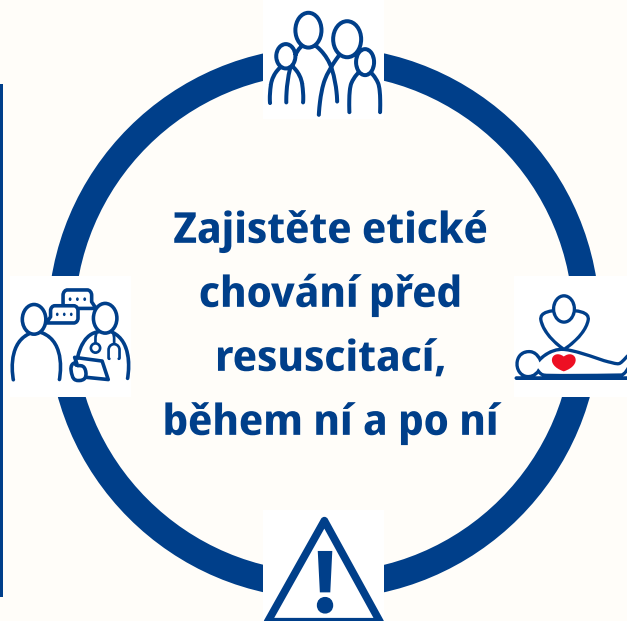 Zajistěte etické
chování před
resuscitací,
během ní a po ní